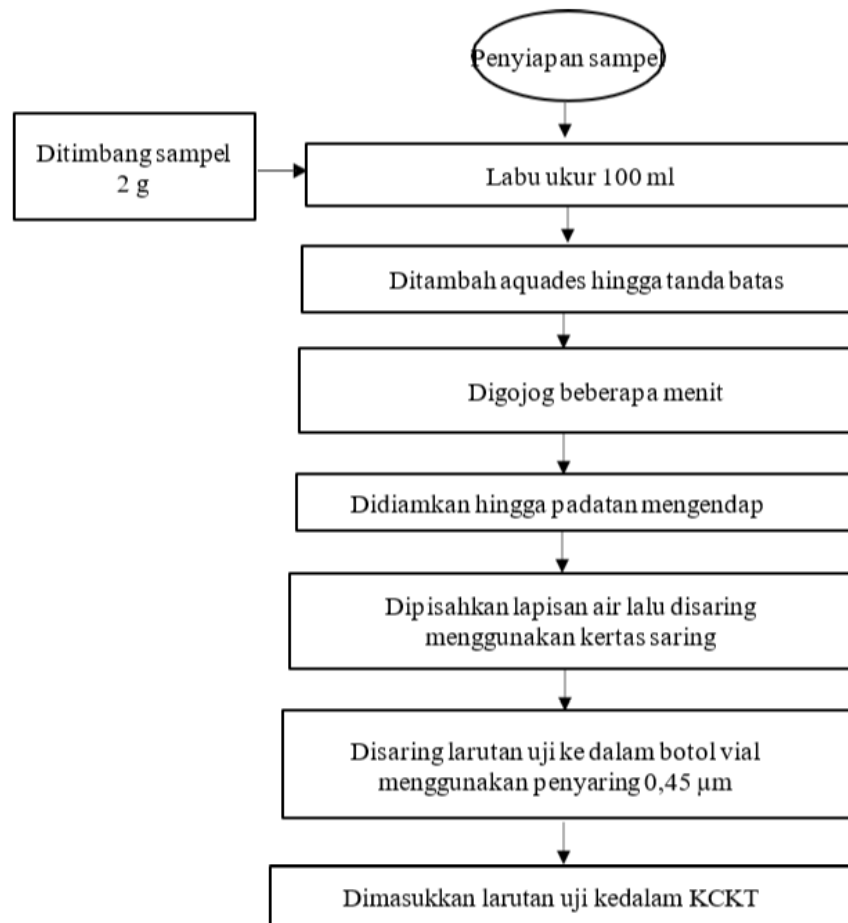 Penyiapan sampel
Ditimbang sampel
2 g
Labu ukur 100 ml
Ditambah aquades hingga tanda batas
Digojog beberapa menit
Didiamkan hingga padatan mengendap
Dipisahkan lapisan air lalu disaring
menggunakan kertas saring
Disaring larutan uji ke dalam botol vial
menggunakan penyaring 0,45 µm
Dimasukkan larutan uji kedalam KCKT